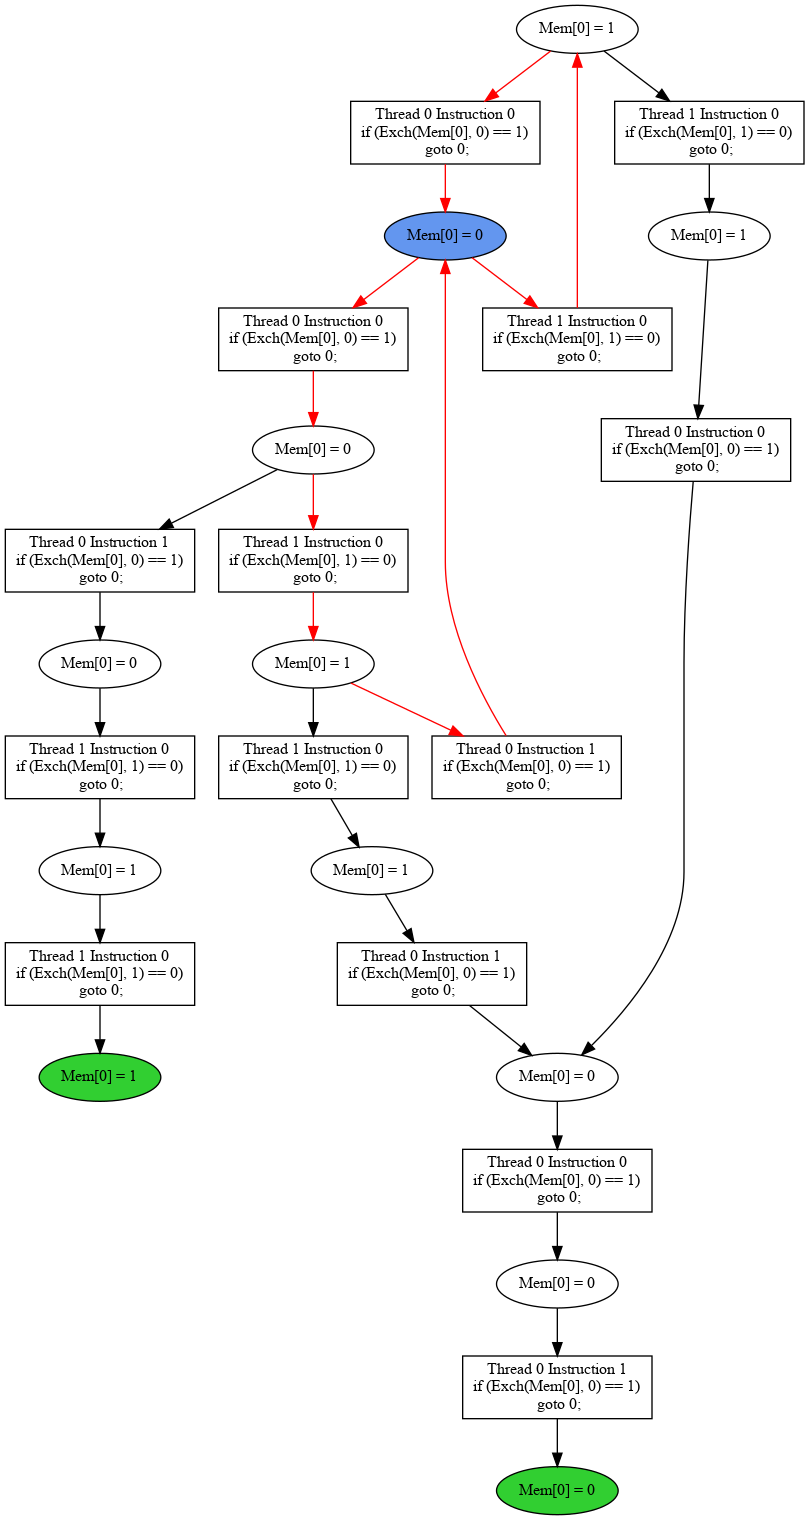 Mem[0] = 1
Thread 0 Instruction 0
if (Exch(Mem[0], 0) == 1)
goto 0;
Thread 1 Instruction 0
if (Exch(Mem[0], 1) == 0)
goto 0;
Mem[0] = 0
Mem[0] = 1
Thread 0 Instruction 0
if (Exch(Mem[0], 0) == 1)
goto 0;
Thread 1 Instruction 0
if (Exch(Mem[0], 1) == 0)
goto 0;
Thread 0 Instruction 0
if (Exch(Mem[0], 0) == 1)
goto 0;
Mem[0] = 0
Thread 0 Instruction 1
if (Exch(Mem[0], 0) == 1)
goto 0;
Thread 1 Instruction 0
if (Exch(Mem[0], 1) == 0)
goto 0;
Mem[0] = 0
Mem[0] = 1
Thread 1 Instruction 0
if (Exch(Mem[0], 1) == 0)
goto 0;
Thread 1 Instruction 0
if (Exch(Mem[0], 1) == 0)
goto 0;
Thread 0 Instruction 1
if (Exch(Mem[0], 0) == 1)
goto 0;
Mem[0] = 1
Mem[0] = 1
Thread 1 Instruction 0
if (Exch(Mem[0], 1) == 0)
goto 0;
Thread 0 Instruction 1
if (Exch(Mem[0], 0) == 1)
goto 0;
Mem[0] = 1
Mem[0] = 0
Thread 0 Instruction 0
if (Exch(Mem[0], 0) == 1)
goto 0;
Mem[0] = 0
Thread 0 Instruction 1
if (Exch(Mem[0], 0) == 1)
goto 0;
Mem[0] = 0